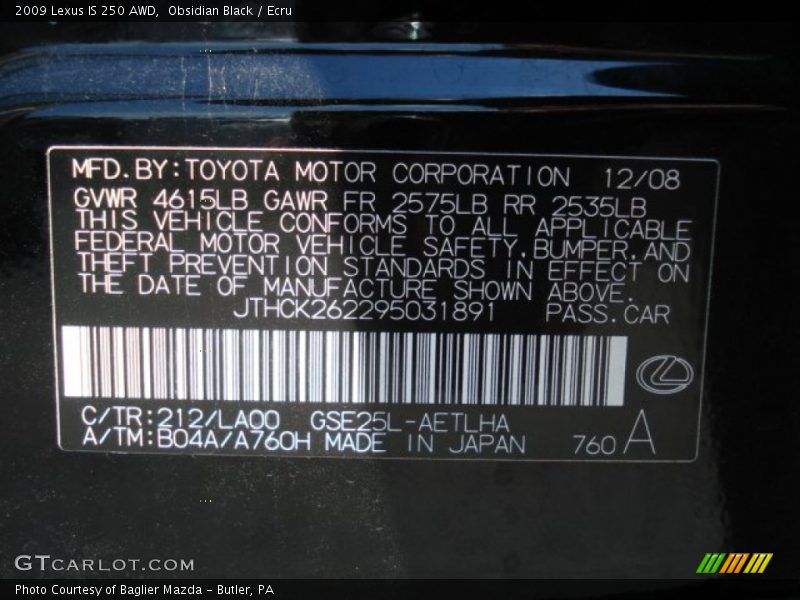 2009 Lexus IS 250 AWD,  Obsidian Black / Ecru
MFD.BY:TOYOTA MOTOR CORPORATION 12/08
GVWR 4615LB GAWR FR 2575LB RR 2535LB
THIS VEHICLE CONFORMS TO ALL APPLICABLE
FEDERAL MOTOR VEHICLE SAFETY,BUMPER,AND
THEFT PREVENTION STANDARDS IN EFFECT ON
THE DATE OF MANUFACTURE SHOWN ABOVE.
JTHCK262295031891 PASS.CAR
C/TR:212/LA00 GSE25L-AETLHA
A/TM:B04A/A760H MADE IN JAPAN 760 A
GTCARLOT.COM
Photo Courtesy of Baglier Mazda - Butler, PA